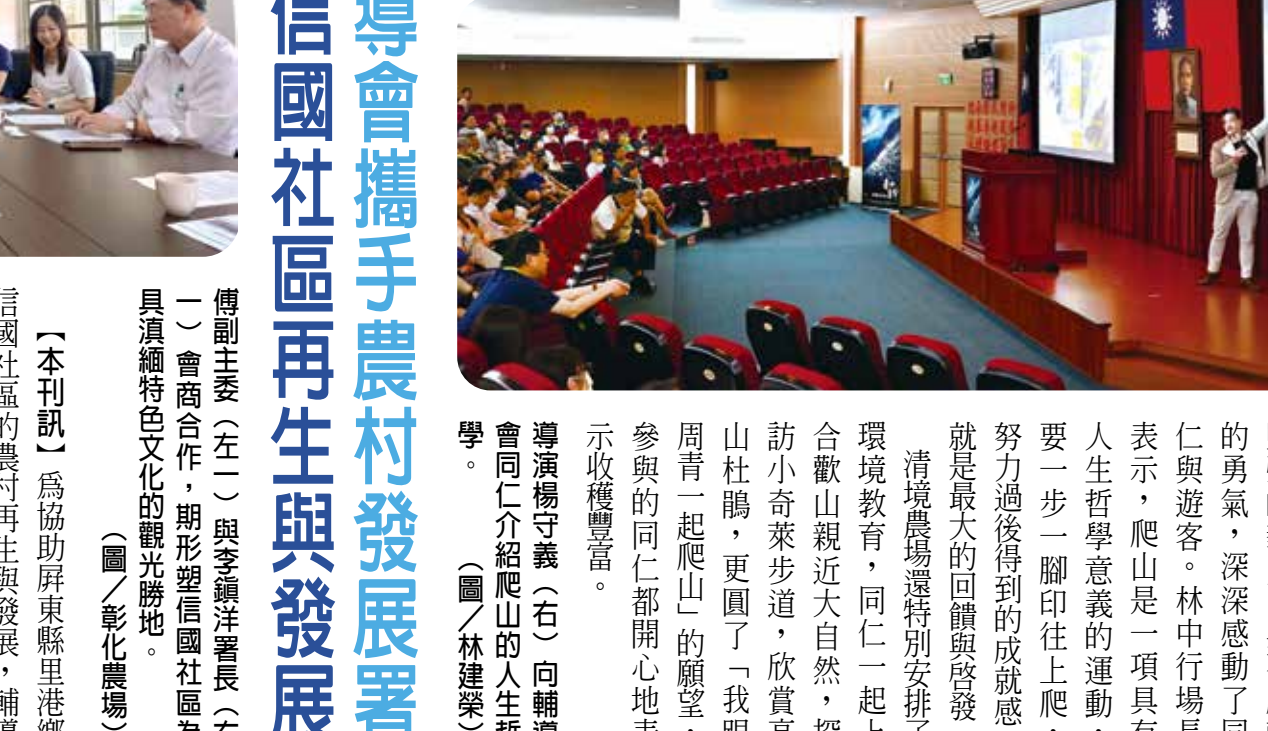 的勇氣，深深感動了同
仁與遊客。林中行場長
表示，爬山是一項具有
人生哲學意義的運動，
要一步一腳印往上爬，
努力過後得到的成就感
就是最大的回饋與啟發
清境農場還特別安排了
環境教育，同仁一起上
合歡山親近大自然，探
訪小奇萊步道，欣賞高
山杜鵑，更圓了「我跟
周青一起爬山」的願望，
參與的同仁都開心地表
示收穫豐富。
導演楊守義（右）向輔導
會同仁介紹爬山的人生哲
學。（圖／林建榮）
導會攜手農村發展署
信國社區再生與發展
傅副主委（左一）與李鎭洋署長（右
一）會商合作，期形塑信國社區為
具滇緬特色文化的觀光勝地。
（圖／彰化農場）
【本刊訊】為協助屏東縣里港鄉
信國社區的農村再生與發展，輔導